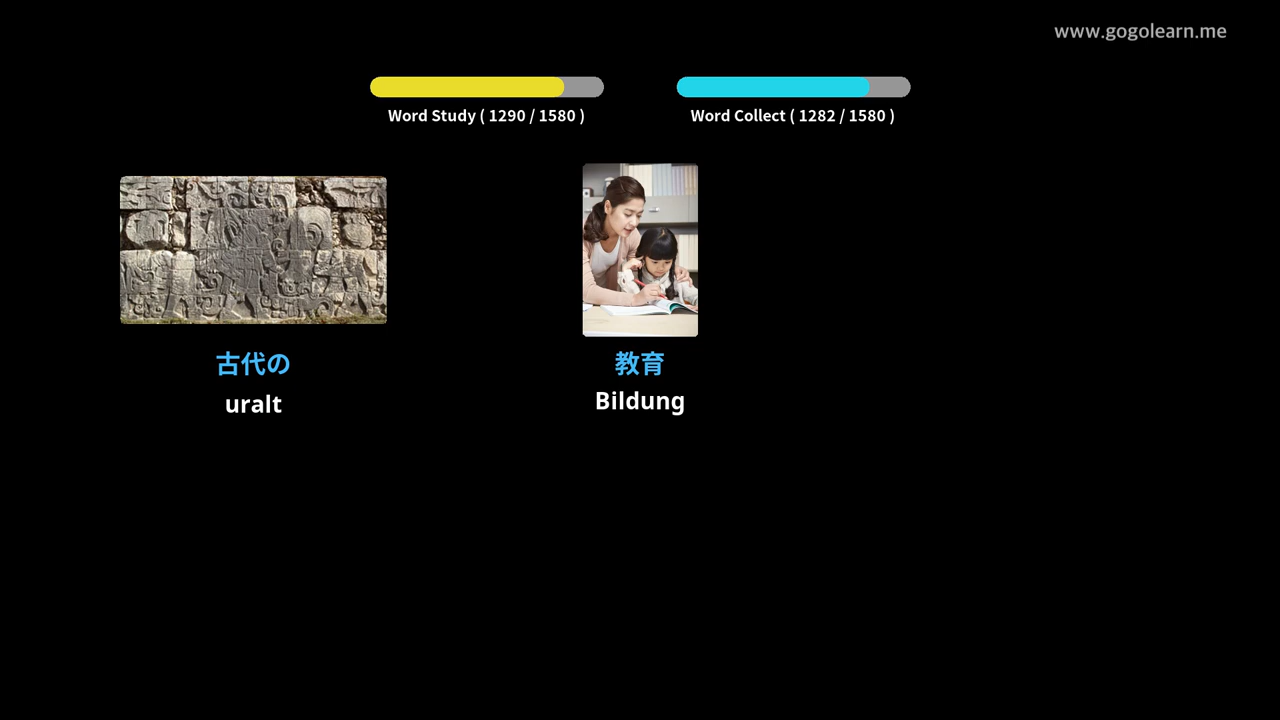 www.gogolearn.me
Word Study ( 1290 / 1580 )
Word Collect ( 1282 / 1580 )
古代の
uralt
教育
Bildung